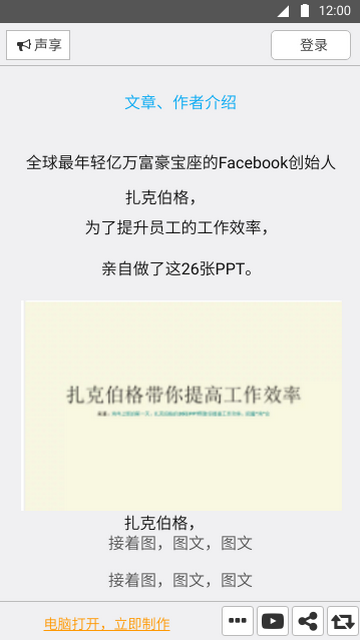 12:00
声享
登录
文章、作者介绍
全球最年轻亿万富豪宝座的Facebook创始人
扎克伯格，
为了提升员工的工作效率，
亲自做了这26张PPT。
扎克伯格带你提高工作效率
扎克伯格，
接着图，图文，图文
接着图，图文，图文
电脑打开，立即制作